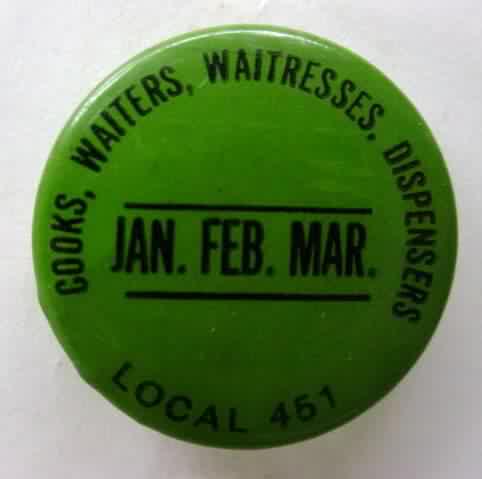 COOKS, WAITERS, WAITRESSES, DISPENSERS
JAN. FEB. MAR.
LOCAL 451